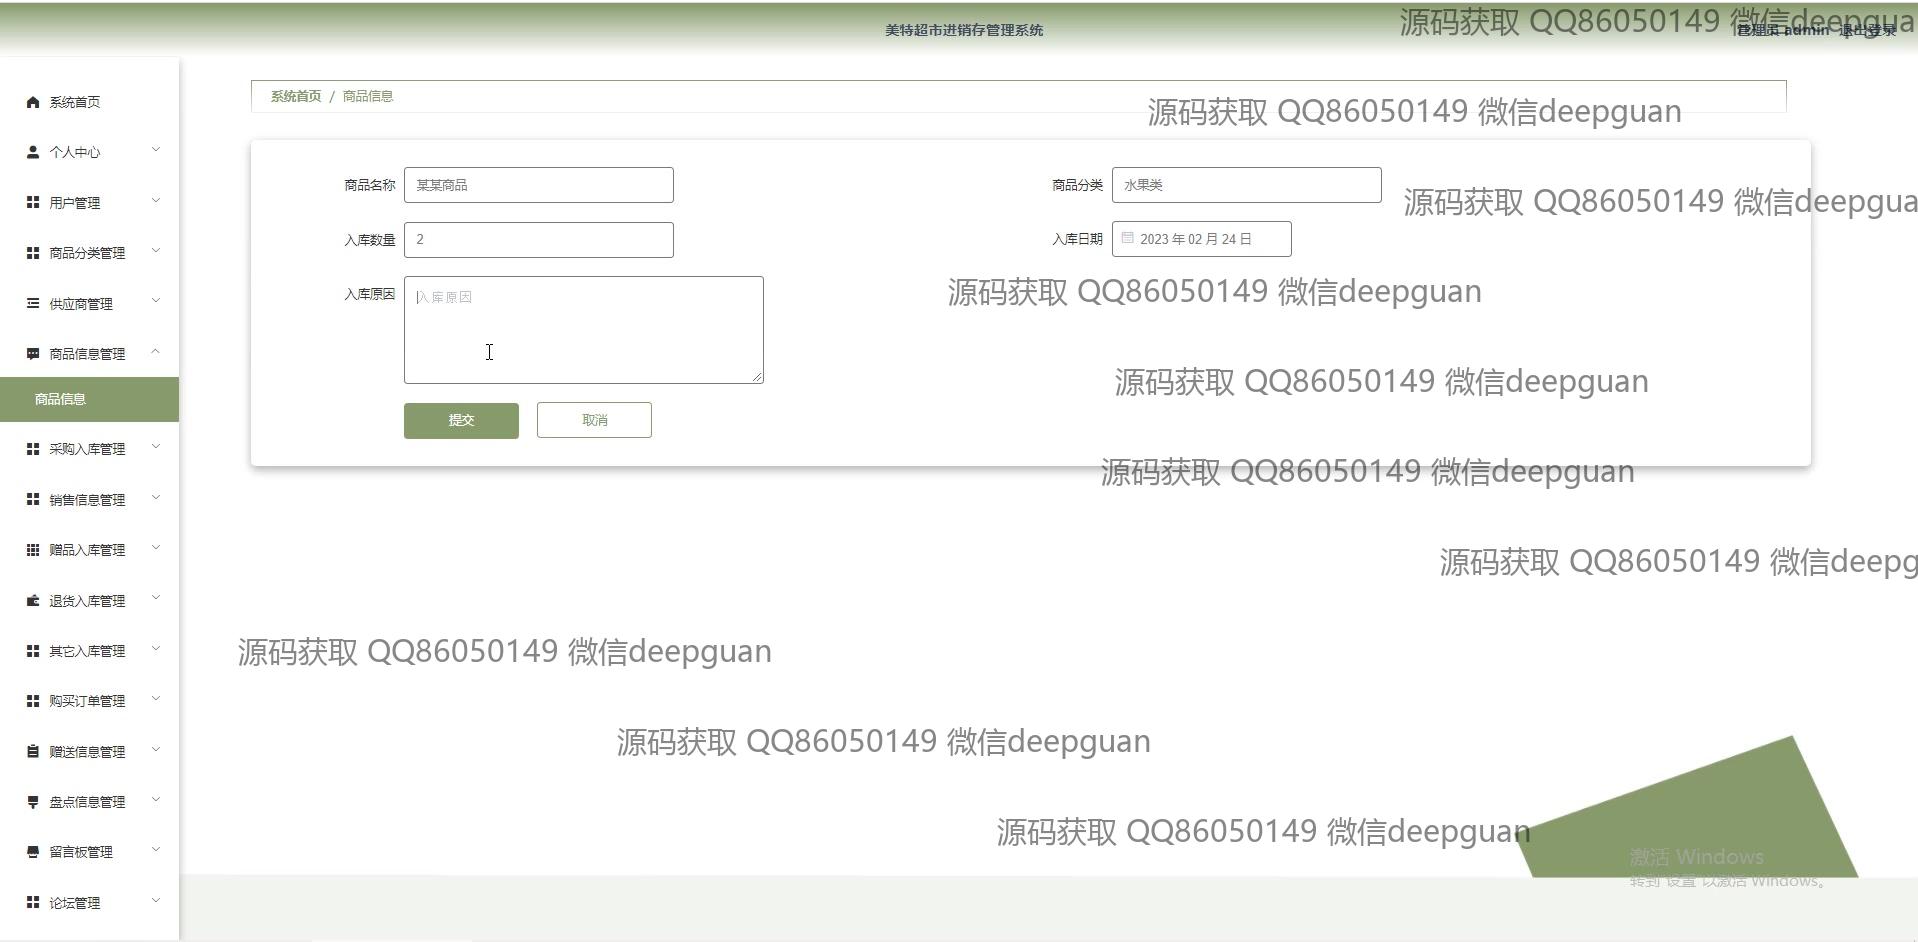 美特超市进销存管理系统
源码获取 QQ86050149 微信deepgua
管理员 admin 退出登录
系统首页
个人中心
用户管理
商品分类管理
供应商管理
商品信息管理
商品信息
采购入库管理
销售信息管理
赠品入库管理
退货入库管理
其它入库管理
购买订单管理
赠送信息管理
盘点信息管理
留言板管理
论坛管理
系统首页 / 商品信息
源码获取 QQ86050149 微信deepguan
商品名称 某某商品 商品分类 水果类
源码获取 QQ86050149 微信deepgua
入库数量 2 入库日期 2023 年 02 月 24 日
入库原因 入库原因
源码获取 QQ86050149 微信deepguan
源码获取 QQ86050149 微信deepguan
提交 取消
源码获取 QQ86050149 微信deepguan
源码获取 QQ86050149 微信deepg
源码获取 QQ86050149 微信deepguan
源码获取 QQ86050149 微信deepguan
源码获取 QQ86050149 微信deepguan
激活 Windows
转到"设置"以激活 Windows。